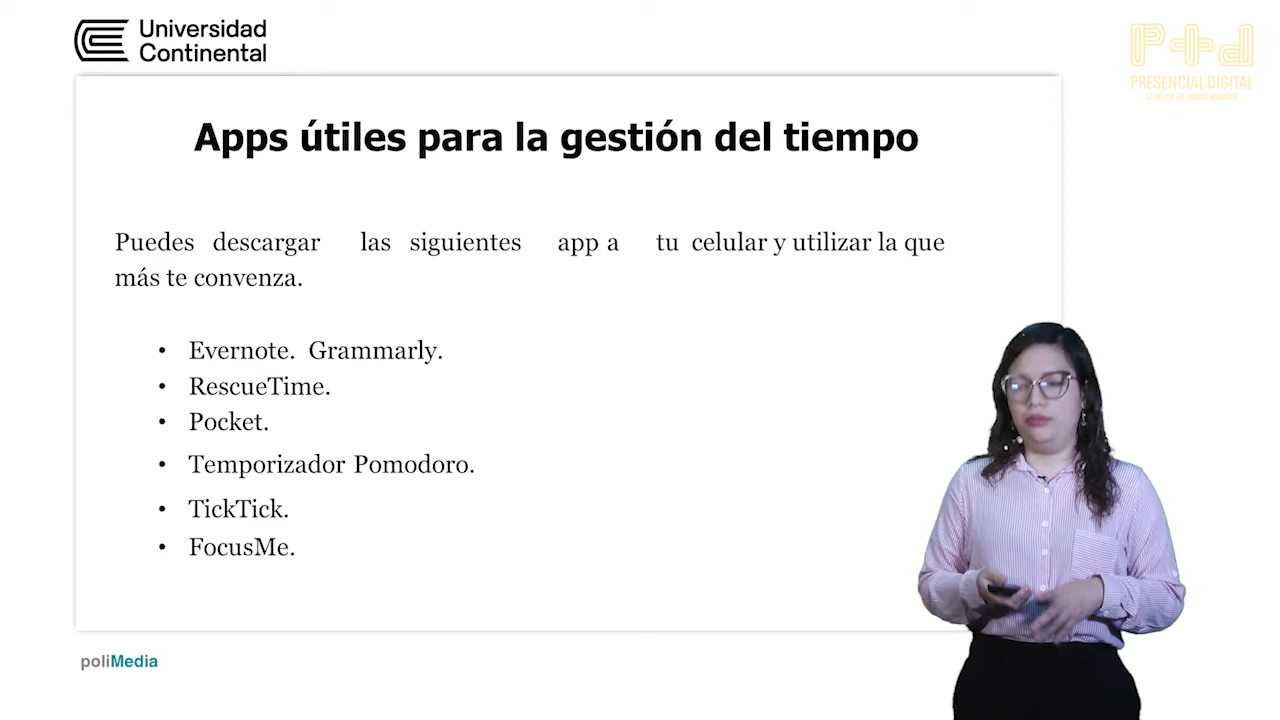 Universidad
Continental
P+d
PRESENCIAL DIGITAL
Apps útiles para la gestión del tiempo
Puedes descargar las siguientes app a tu celular y utilizar la que
más te convenza.
• Evernote. Grammarly.
• RescueTime.
• Pocket.
• Temporizador Pomodoro.
• TickTick.
• FocusMe.
poliMedia